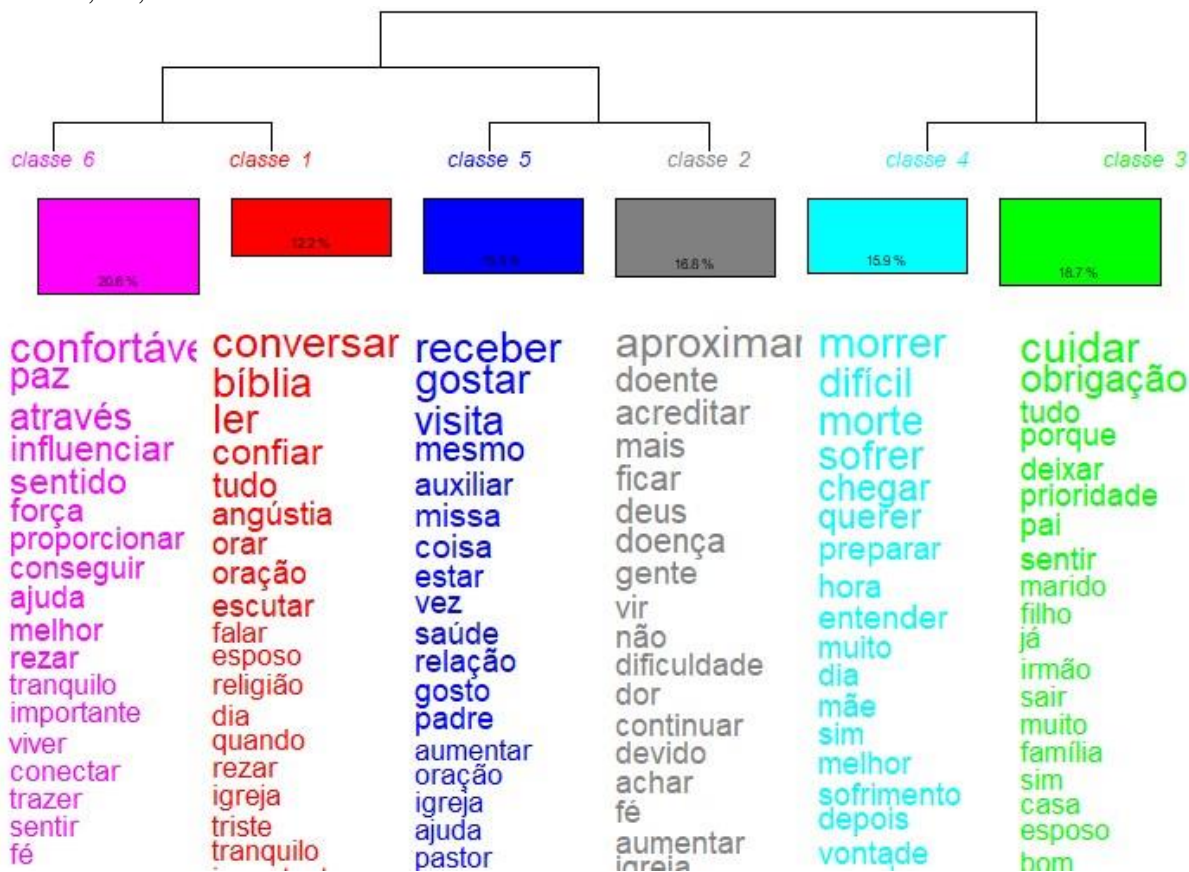 classe 6
classe 1
classe 5
classe 2
classe 4
classe 3
20.6 %
12.2 %
16.8 %
15.9 %
18.7 %
confortáve
paz
através
influenciar
sentido
força
proporcionar
conseguir
ajuda
melhor
rezar
tranquilo
importante
viver
conectar
trazer
sentir
fé
conversar
bíblia
ler
confiar
tudo
angústia
orar
oração
escutar
falar
esposo
religião
dia
quando
rezar
igreja
triste
tranquilo
receber
gostar
visita
mesmo
auxiliar
missa
coisa
estar
vez
saúde
relação
gosto
padre
aumentar
oração
igreja
ajuda
pastor
aproximar
doente
acreditar
mais
ficar
deus
doença
gente
vir
não
dificuldade
dor
continuar
devido
achar
fé
aumentar
igreja
morrer
difícil
morte
sofrer
chegar
querer
preparar
hora
entender
muito
dia
mãe
sim
melhor
sofrimento
depois
vontade
cuidar
obrigação
tudo
porque
deixar
prioridade
pai
sentir
marido
filho
já
irmão
sair
muito
família
sim
casa
esposo
bom